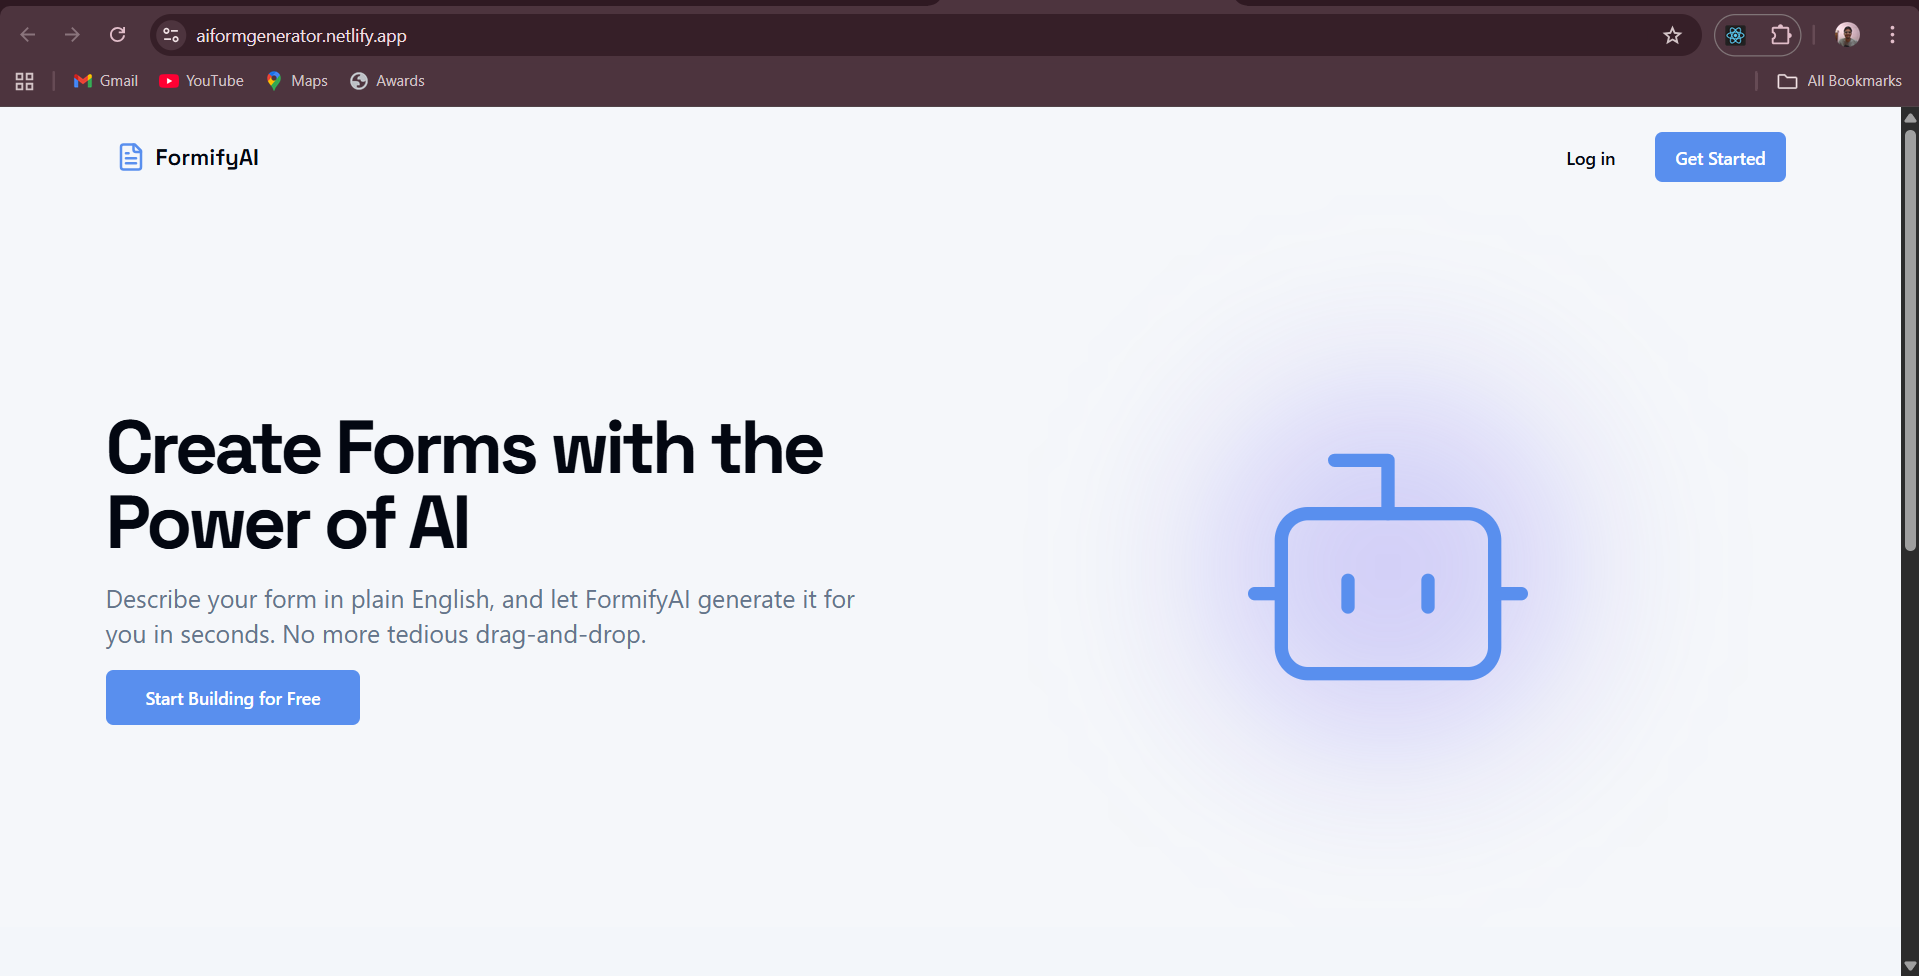 aiformgenerator.netlify.app
Gmail
YouTube
Maps
Awards
All Bookmarks
FormifyAI
Log in
Get Started
Create Forms with the
Power of AI
Describe your form in plain English, and let FormifyAI generate it for
you in seconds. No more tedious drag-and-drop.
Start Building for Free